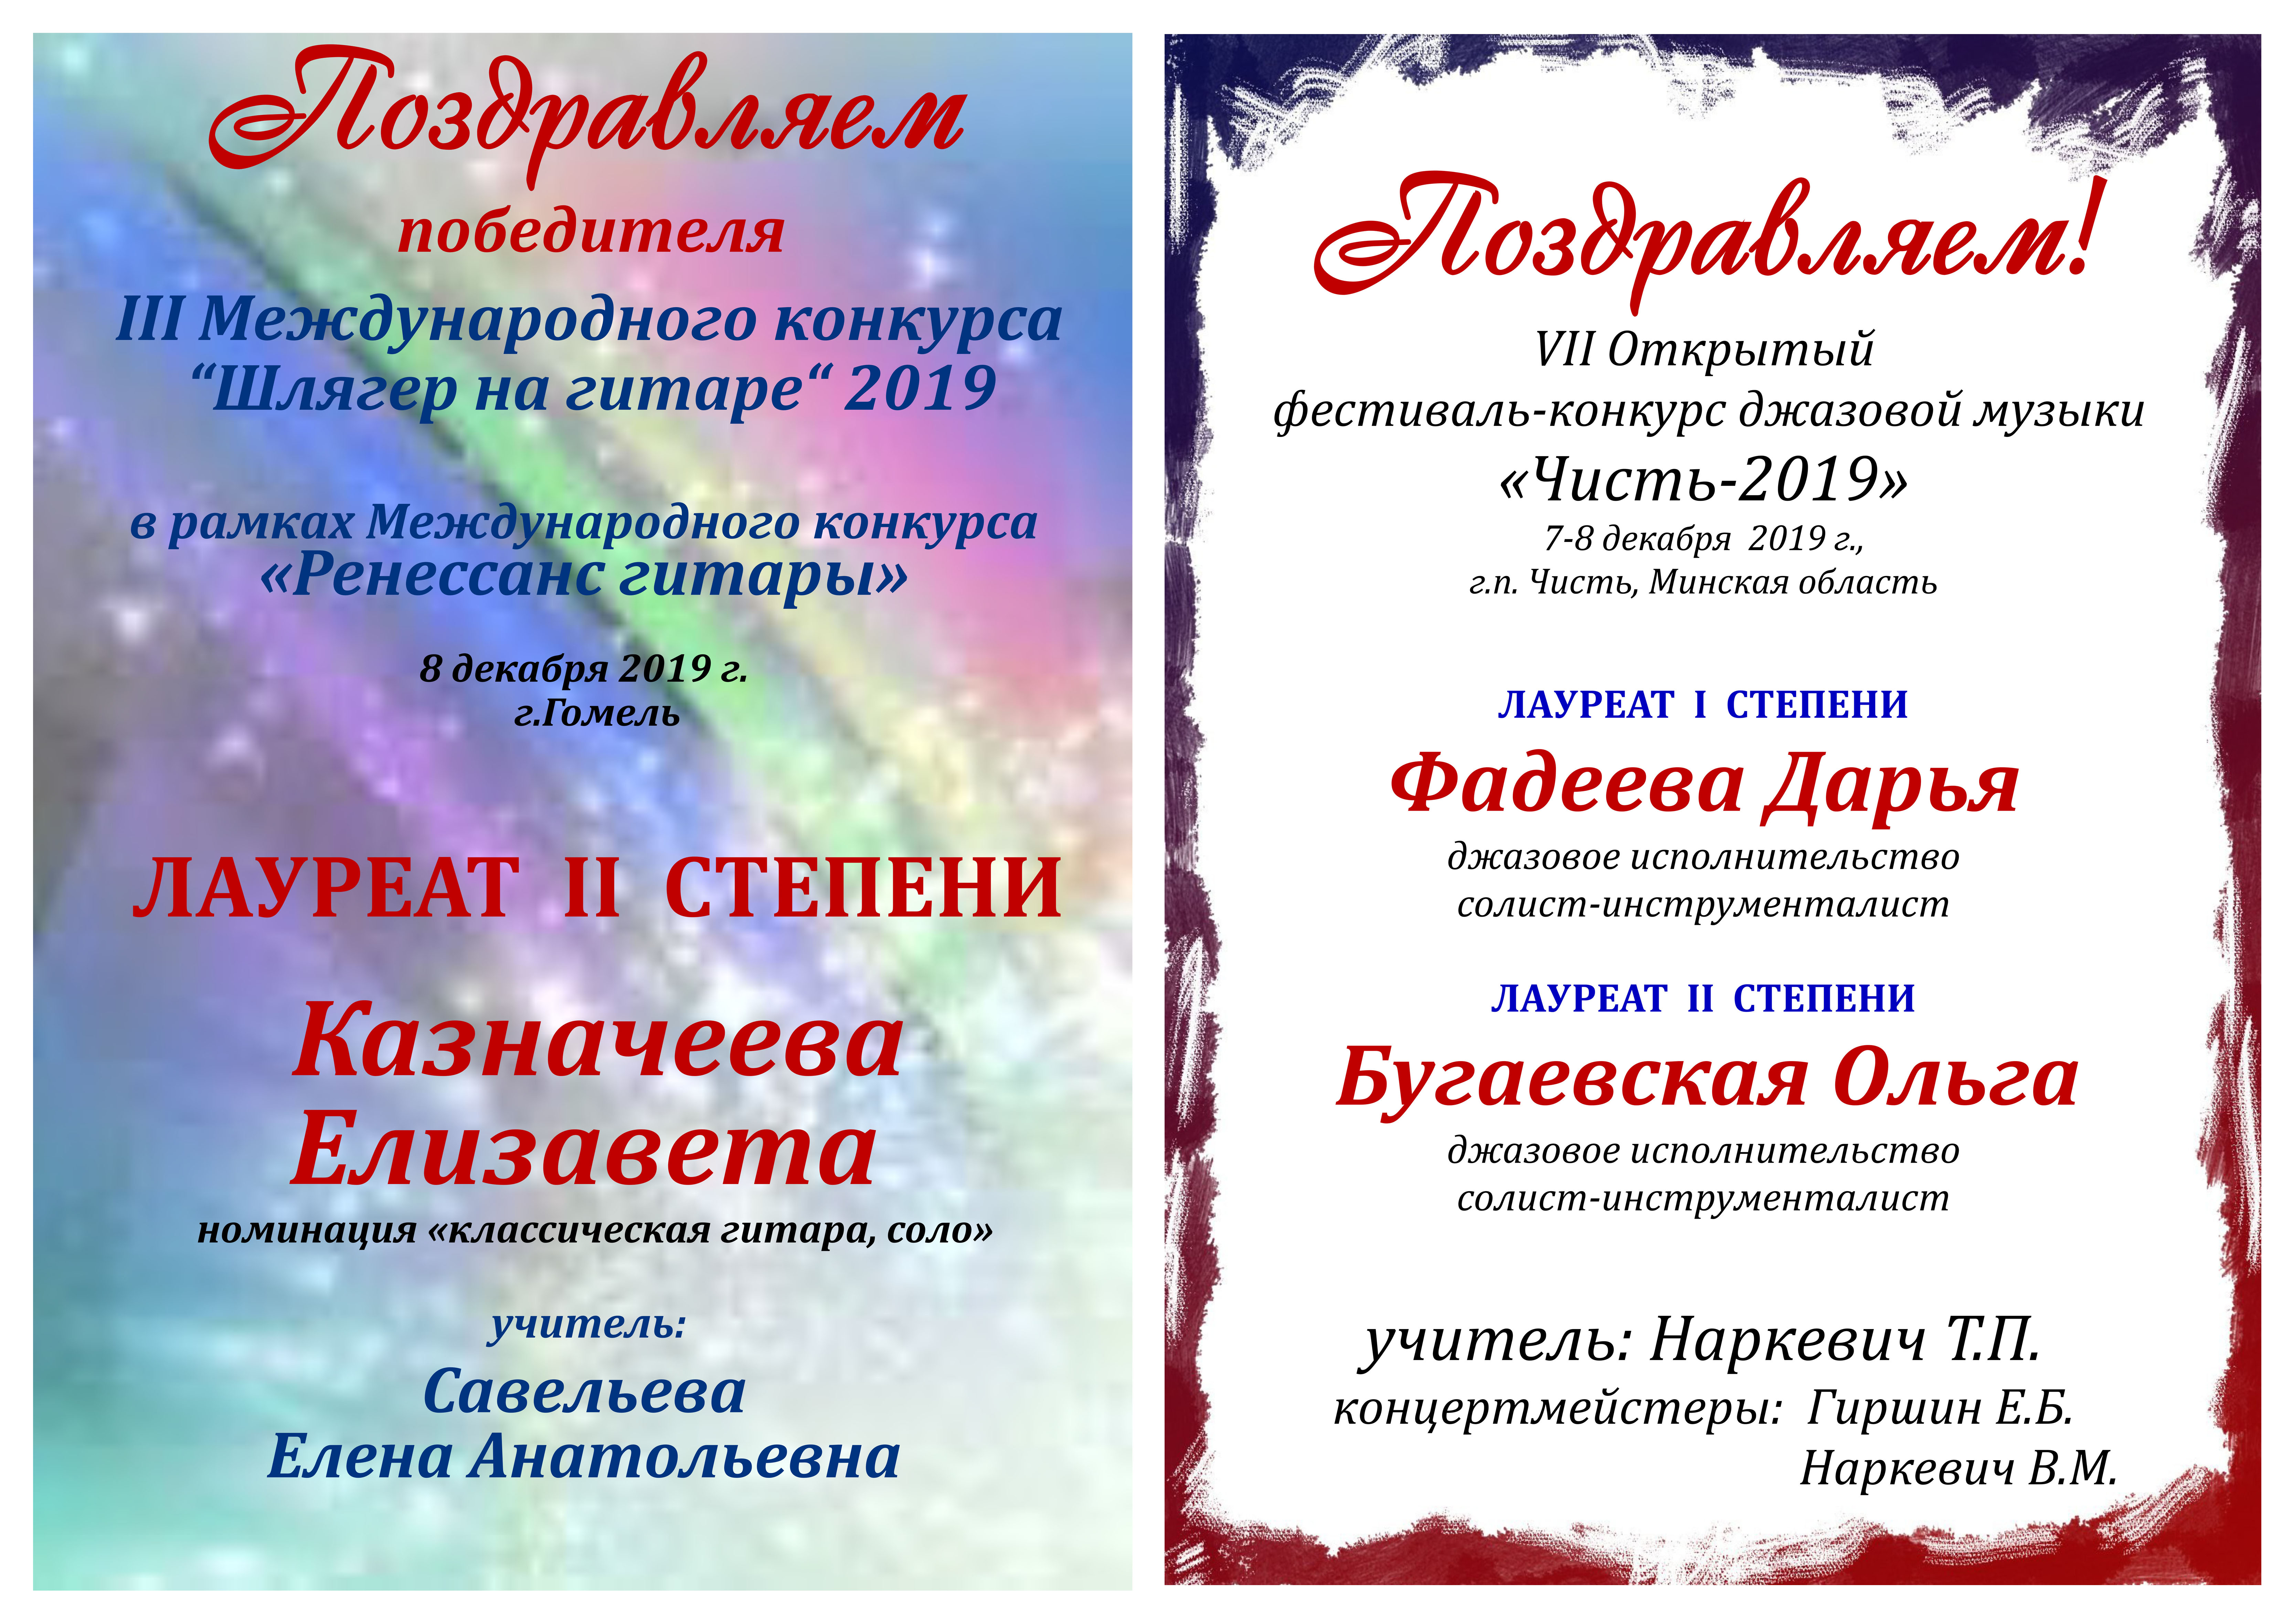 Поздравляем
победителя
III Международного конкурса
“Шлягер на гитаре“ 2019
в рамках Международного конкурса
«Ренессанс гитары»
8 декабря 2019 г.
г.Гомель
ЛАУРЕАТ II СТЕПЕНИ
Казначеева
Елизавета
номинация «классическая гитара, соло»
учитель:
Савельева
Елена Анатольевна
Поздравляем!
VII Открытый
фестиваль-конкурс джазовой музыки
«Чисть-2019»
7-8 декабря 2019 г.,
г.п. Чисть, Минская область
ЛАУРЕАТ I СТЕПЕНИ
Фадеева Дарья
джазовое исполнительство
солист-инструменталист
ЛАУРЕАТ II СТЕПЕНИ
Бугаевская Ольга
джазовое исполнительство
солист-инструменталист
учитель: Наркевич Т.П.
концертмейстеры: Гиршин Е.Б.
Наркевич В.М.